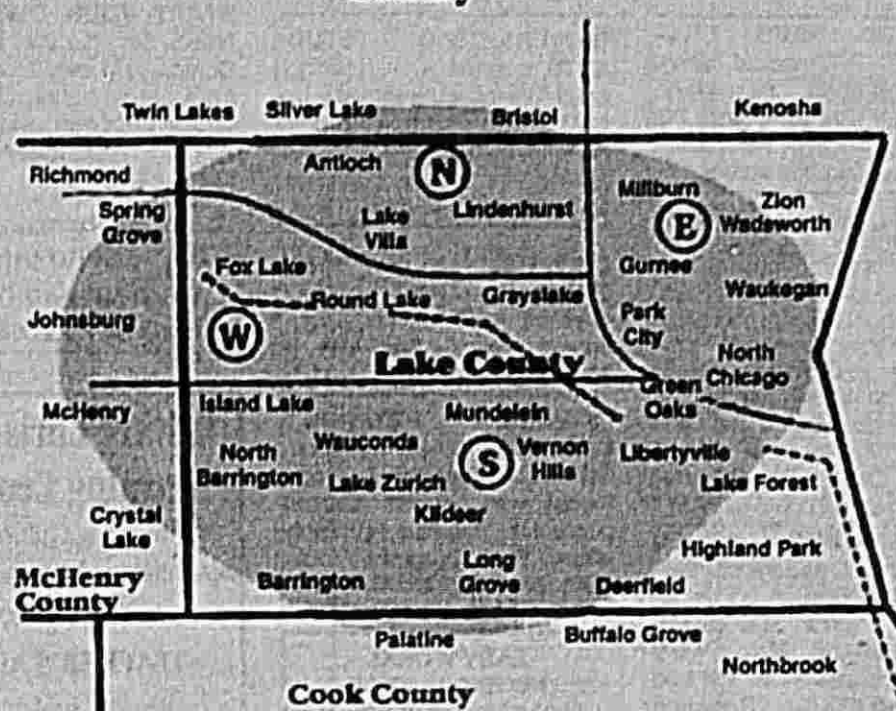 Twin Lakes
Silver Lake
Bristol
Kenosha
Richmond
Antioch
N
Millburn
Zion
Spring
Grove
Lake
Villa
Lindenhurst
E
Wadsworth
Fox Lake
Gurnee
Round Lake
Grayslake
Waukegan
Johnsburg
W
Park
City
Lake County
North
Chicago
McHenry
Island Lake
Mundelein
Green
Oaks
North
Barrington
Wauconda
Lake Zurich
S
Vernon
Hills
Libertyville
Lake Forest
Kildeer
Crystal
Lake
Highland Park
McHenry
County
Barrington
Long
Grove
Deerfield
Palatine
Buffalo Grove
Northbrook
Cook County